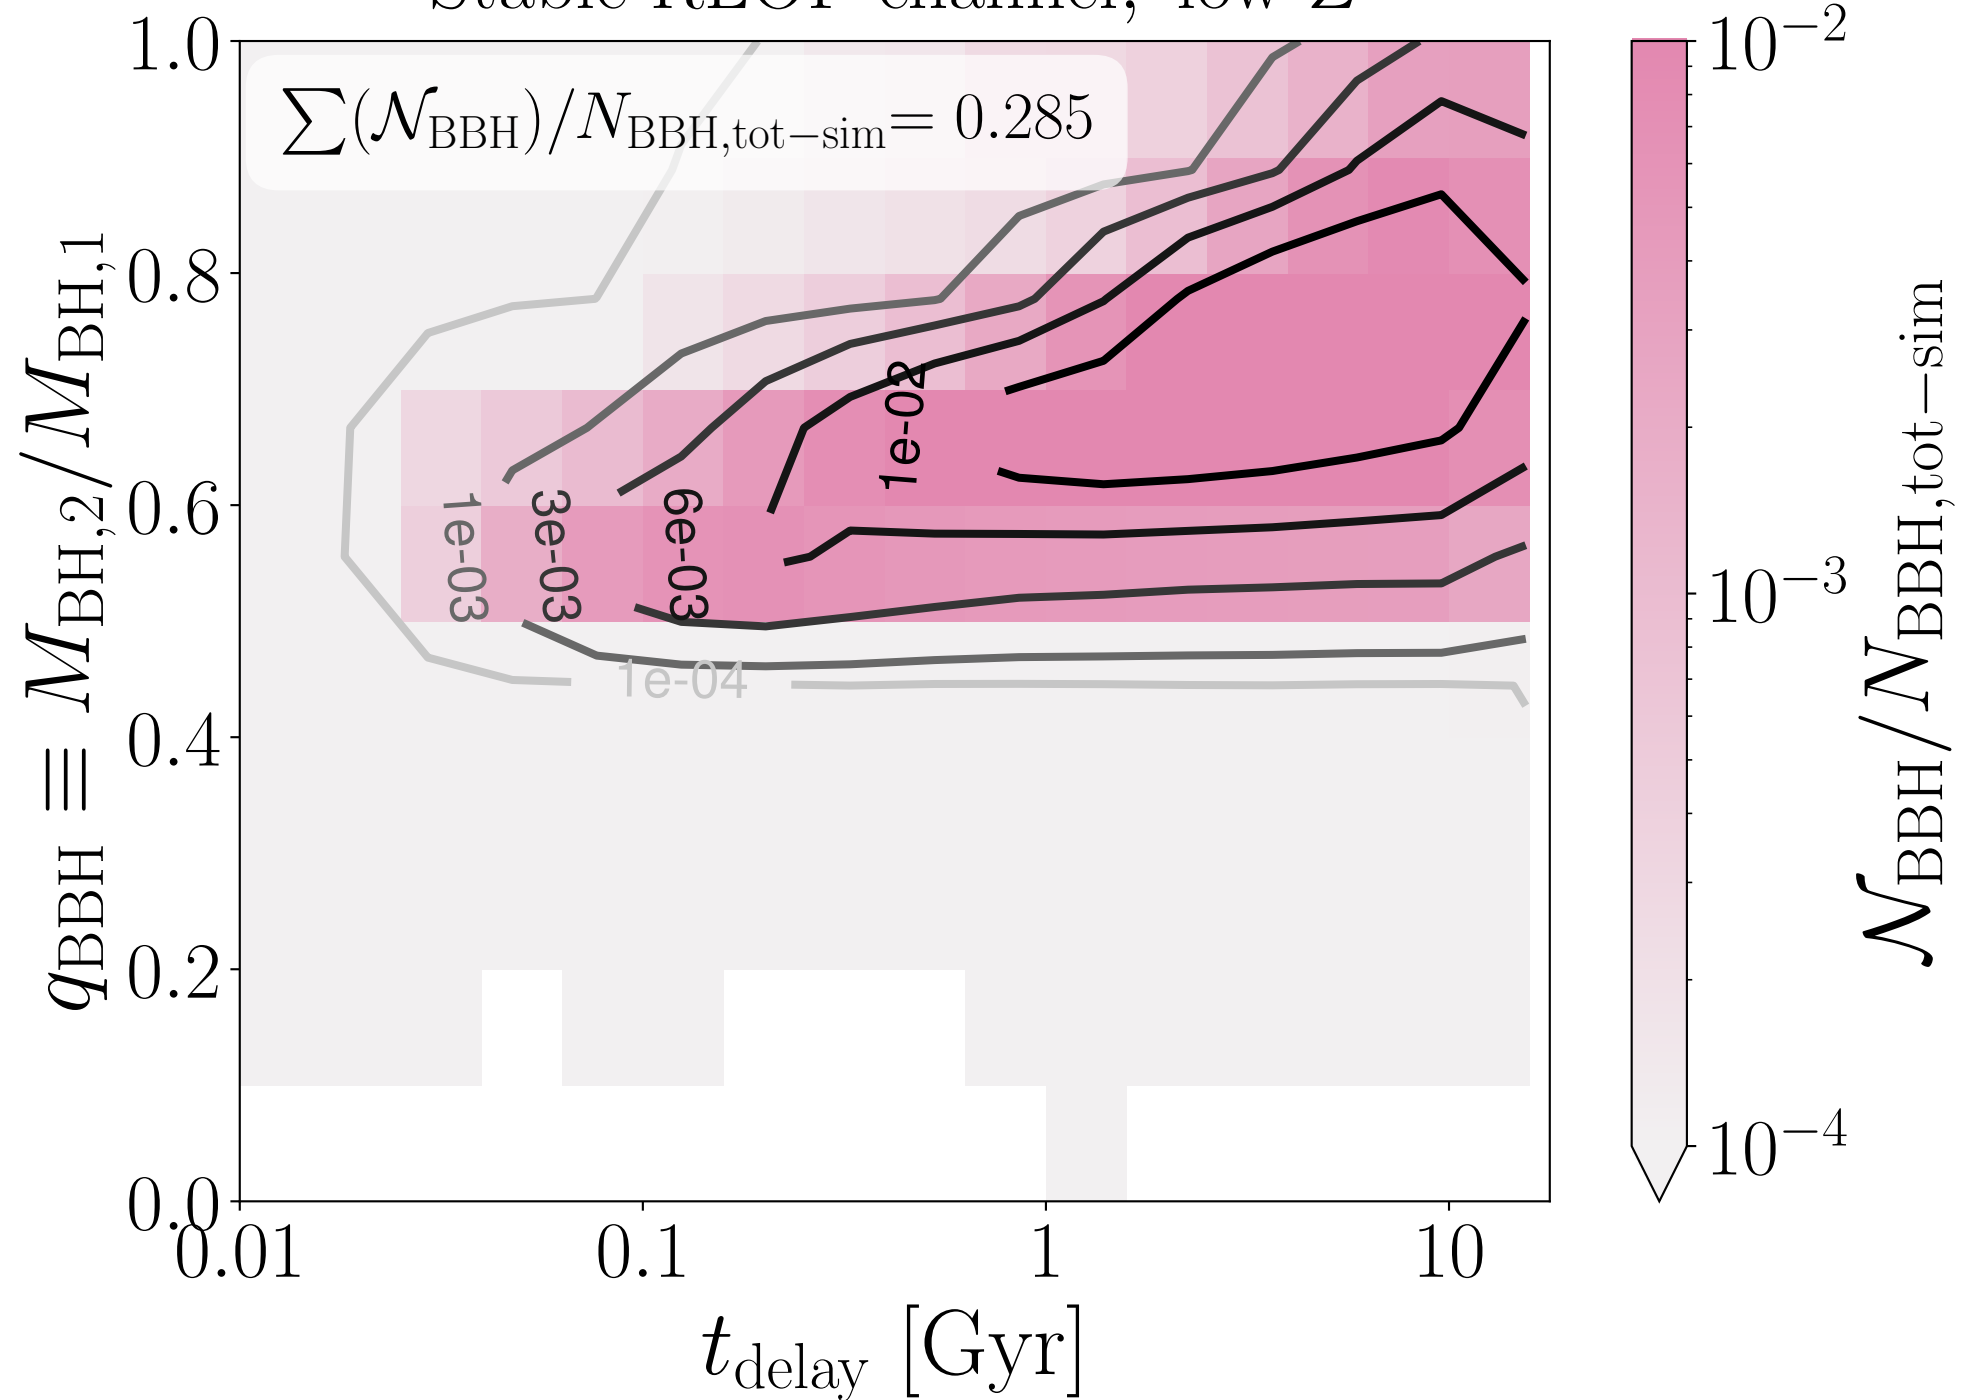 Stable RLOF channel, low Z
∑(𝒩BBH)/NBBH,tot−sim= 0.285
1.0
0.8
0.6
0.4
0.2
0.0
qBBH ≡ MBH,2/MBH,1
1e-02
1e-03
3e-03
6e-03
1e-04
0.01
0.1
1
10
tdelay [Gyr]
10−2
10−3
10−4
𝒩BBH/NBBH,tot−sim